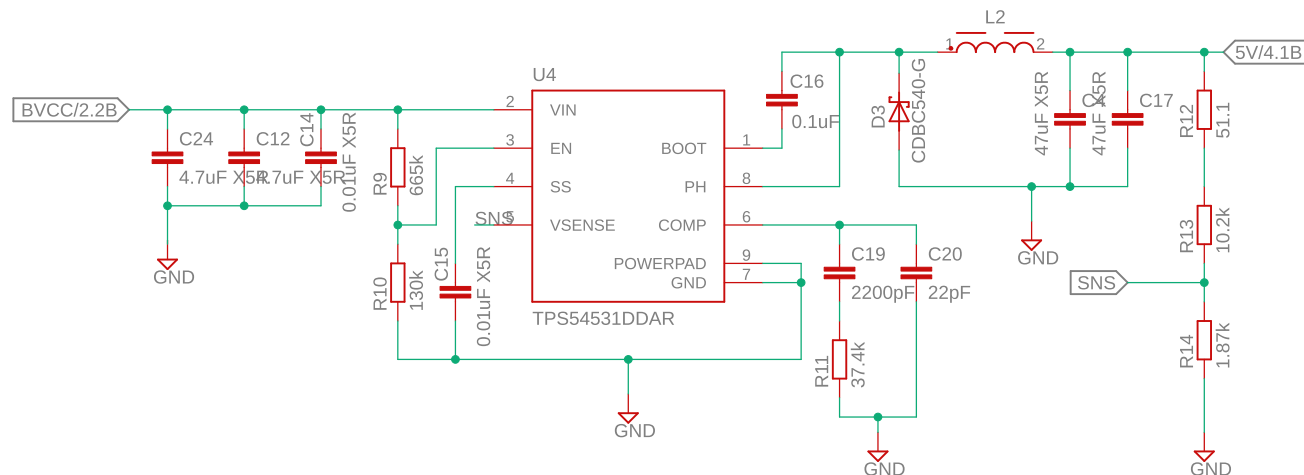 L2
1
2
5V/4.1B
U4
C16
0.1uF
D3
CDBC540-G
C4
47uF X5R
C17
47uF X5R
R12
51.1
BVCC/2.2B
2
VIN
C24
4.7uF X5R
C12
4.7uF X5R
C14
0.01uF X5R
R9
665k
3
EN
BOOT
1
4
SS
PH
8
SNS
5
VSENSE
COMP
6
POWERPAD
9
GND
7
TPS54531DDAR
R10
130k
C15
0.01uF X5R
C19
2200pF
C20
22pF
R11
37.4k
R13
10.2k
SNS
R14
1.87k
GND
GND
GND
GND
GND